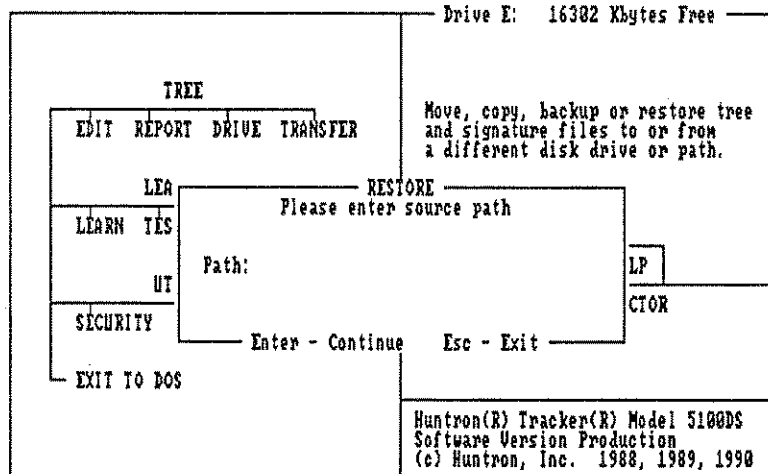 Drive E: 16302 Kbytes Free
TREE
EDIT REPORT DRIVE TRANSFER
Move, copy, backup or restore tree
and signature files to or from
a different disk drive or path.
LEA
LEARN TES
RESTORE
Please enter source path
Path:
Enter - Continue Esc - Exit
UT
LP
CTOR
SECURITY
EXIT TO DOS
Huntron(R) Tracker(R) Model 5100DS
Software Version Production
(c) Huntron, Inc. 1988, 1989, 1990